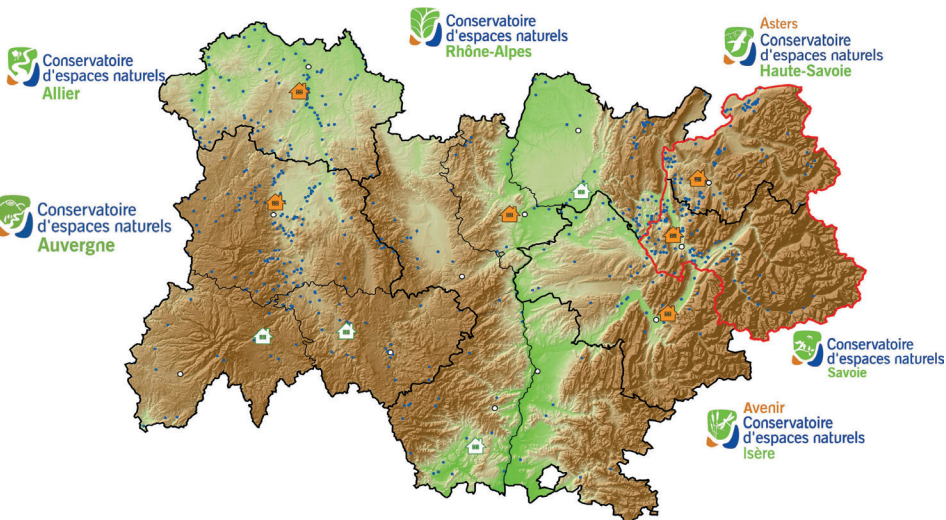 Conservatoire
d'espaces naturels
Rhône-Alpes
Asters
Conservatoire
d'espaces naturels
Haute-Savoie
Conservatoire
d'espaces naturels
Allier
Conservatoire
d'espaces naturels
Auvergne
Conservatoire
d'espaces naturels
Savoie
Avenir
Conservatoire
d'espaces naturels
Isère